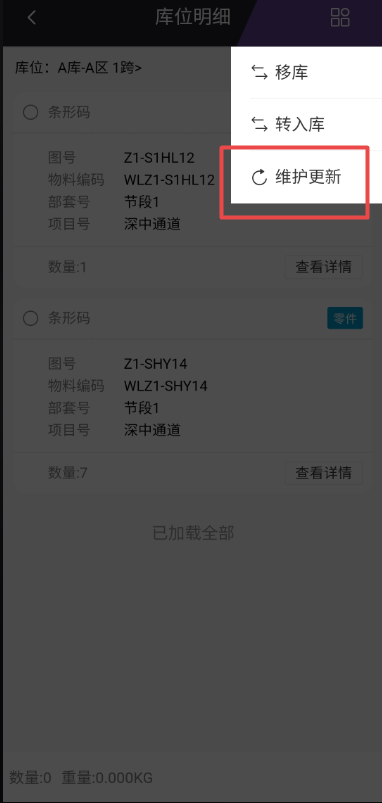 库位明细
库位：A库-A区 1跨>
移库
转入库
维护更新
条形码
图号 Z1-S1HL12
物料编码 WLZ1-S1HL12
部套号 节段1
项目号 深中通道
数量:1 查看详情
条形码 零件
图号 Z1-SHY14
物料编码 WLZ1-SHY14
部套号 节段1
项目号 深中通道
数量:7 查看详情
已加载全部
数量:0 重量:0.000KG